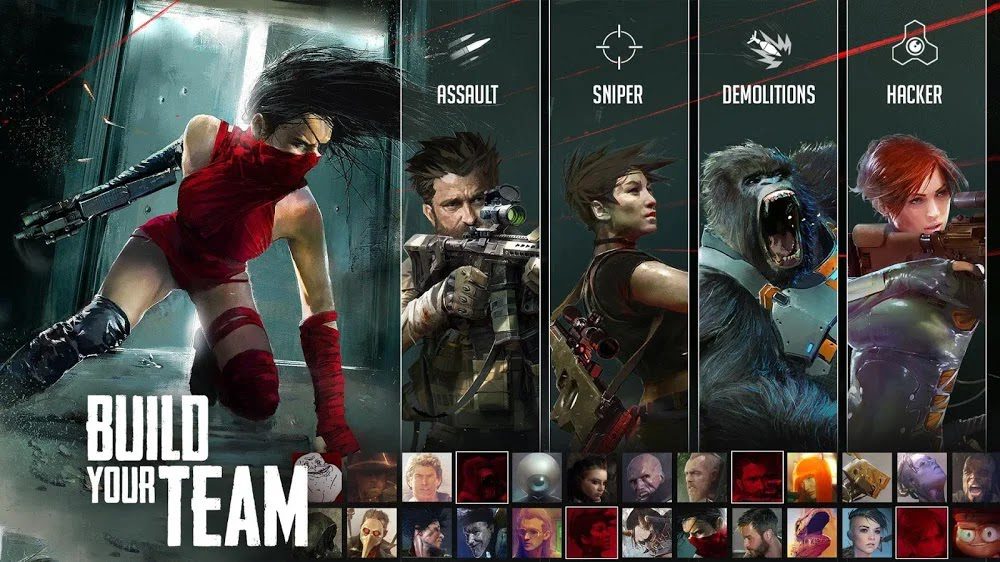 ASSAULT
SNIPER
DEMOLITIONS
HACKER
BUILD
YOUR TEAM